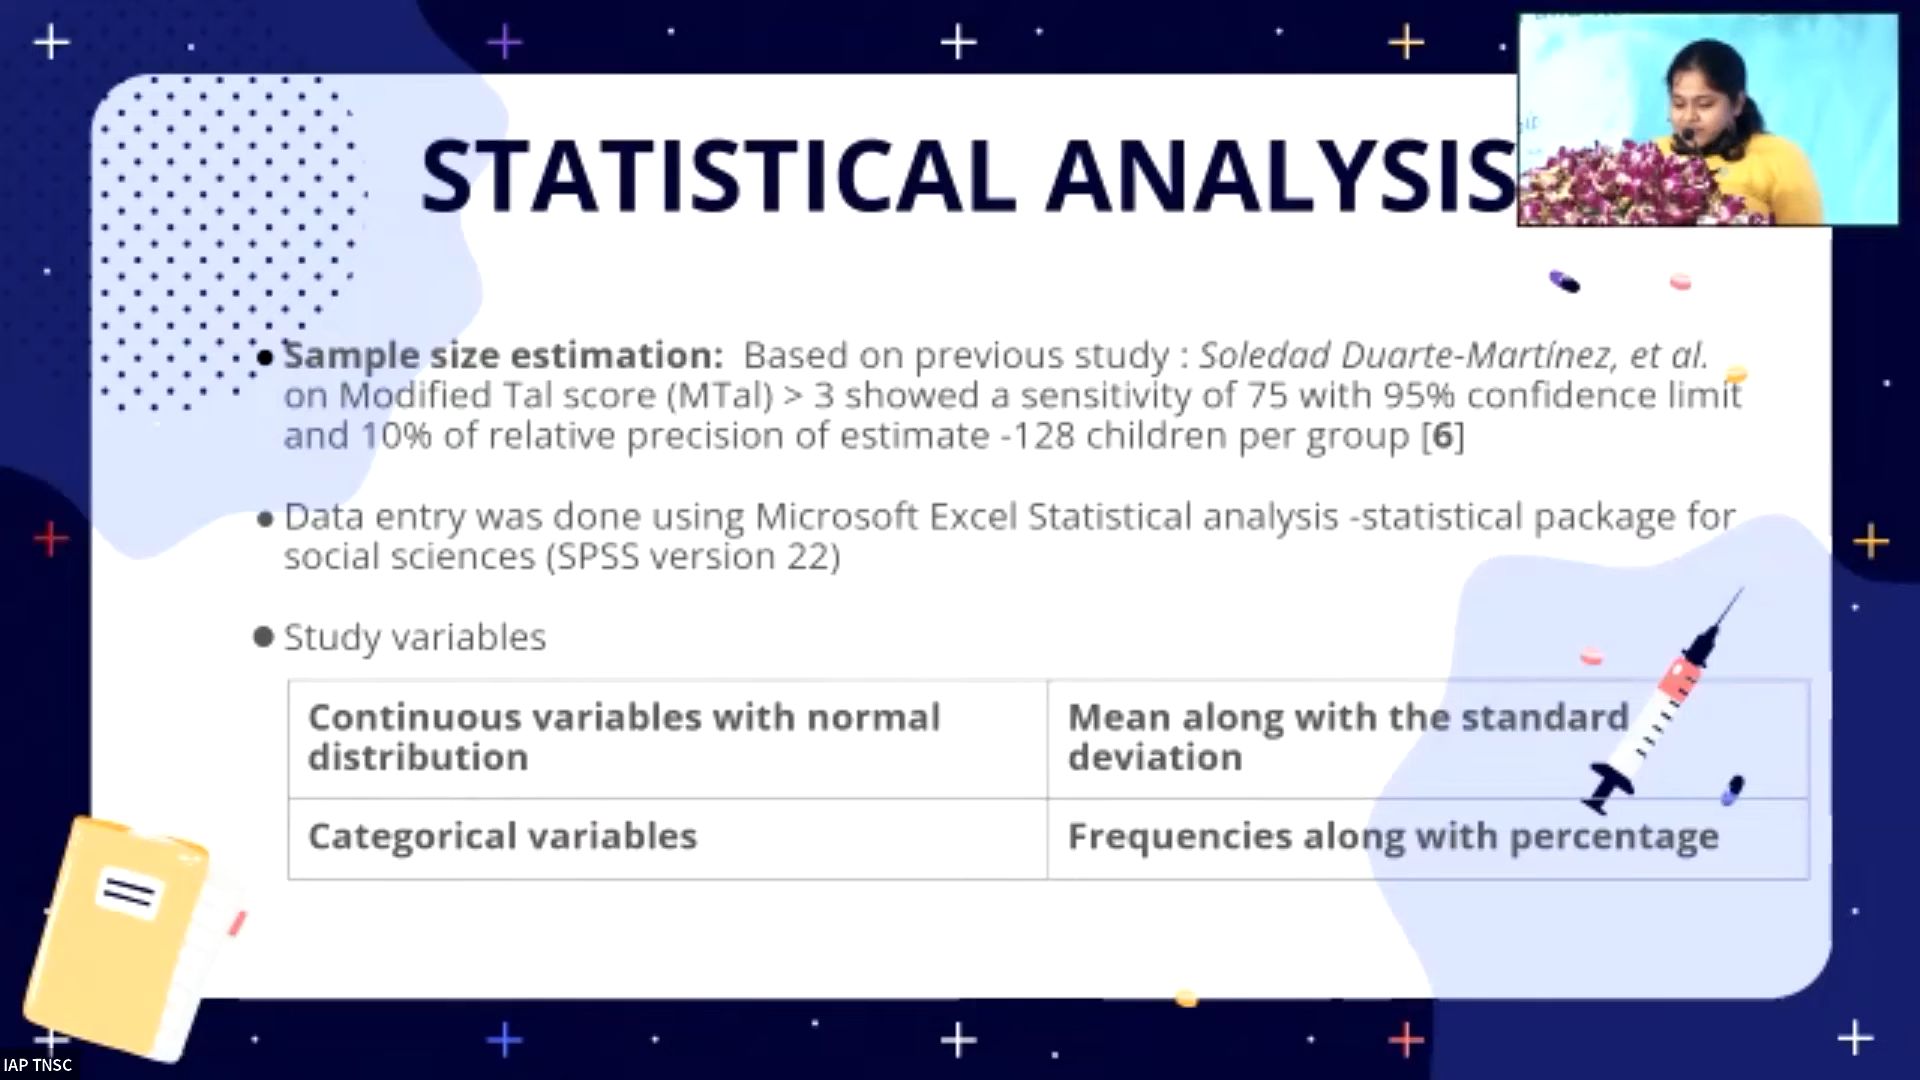 STATISTICAL ANALYSIS
Sample size estimation: Based on previous study : Soledad Duarte-Martínez, et al.
on Modified Tal score (MTal) > 3 showed a sensitivity of 75 with 95% confidence limit
and 10% of relative precision of estimate -128 children per group [6]
Data entry was done using Microsoft Excel Statistical analysis -statistical package for
social sciences (SPSS version 22)
Study variables
Continuous variables with normal
distribution
Mean along with the standard
deviation
Categorical variables
Frequencies along with percentage
IAP TNSC